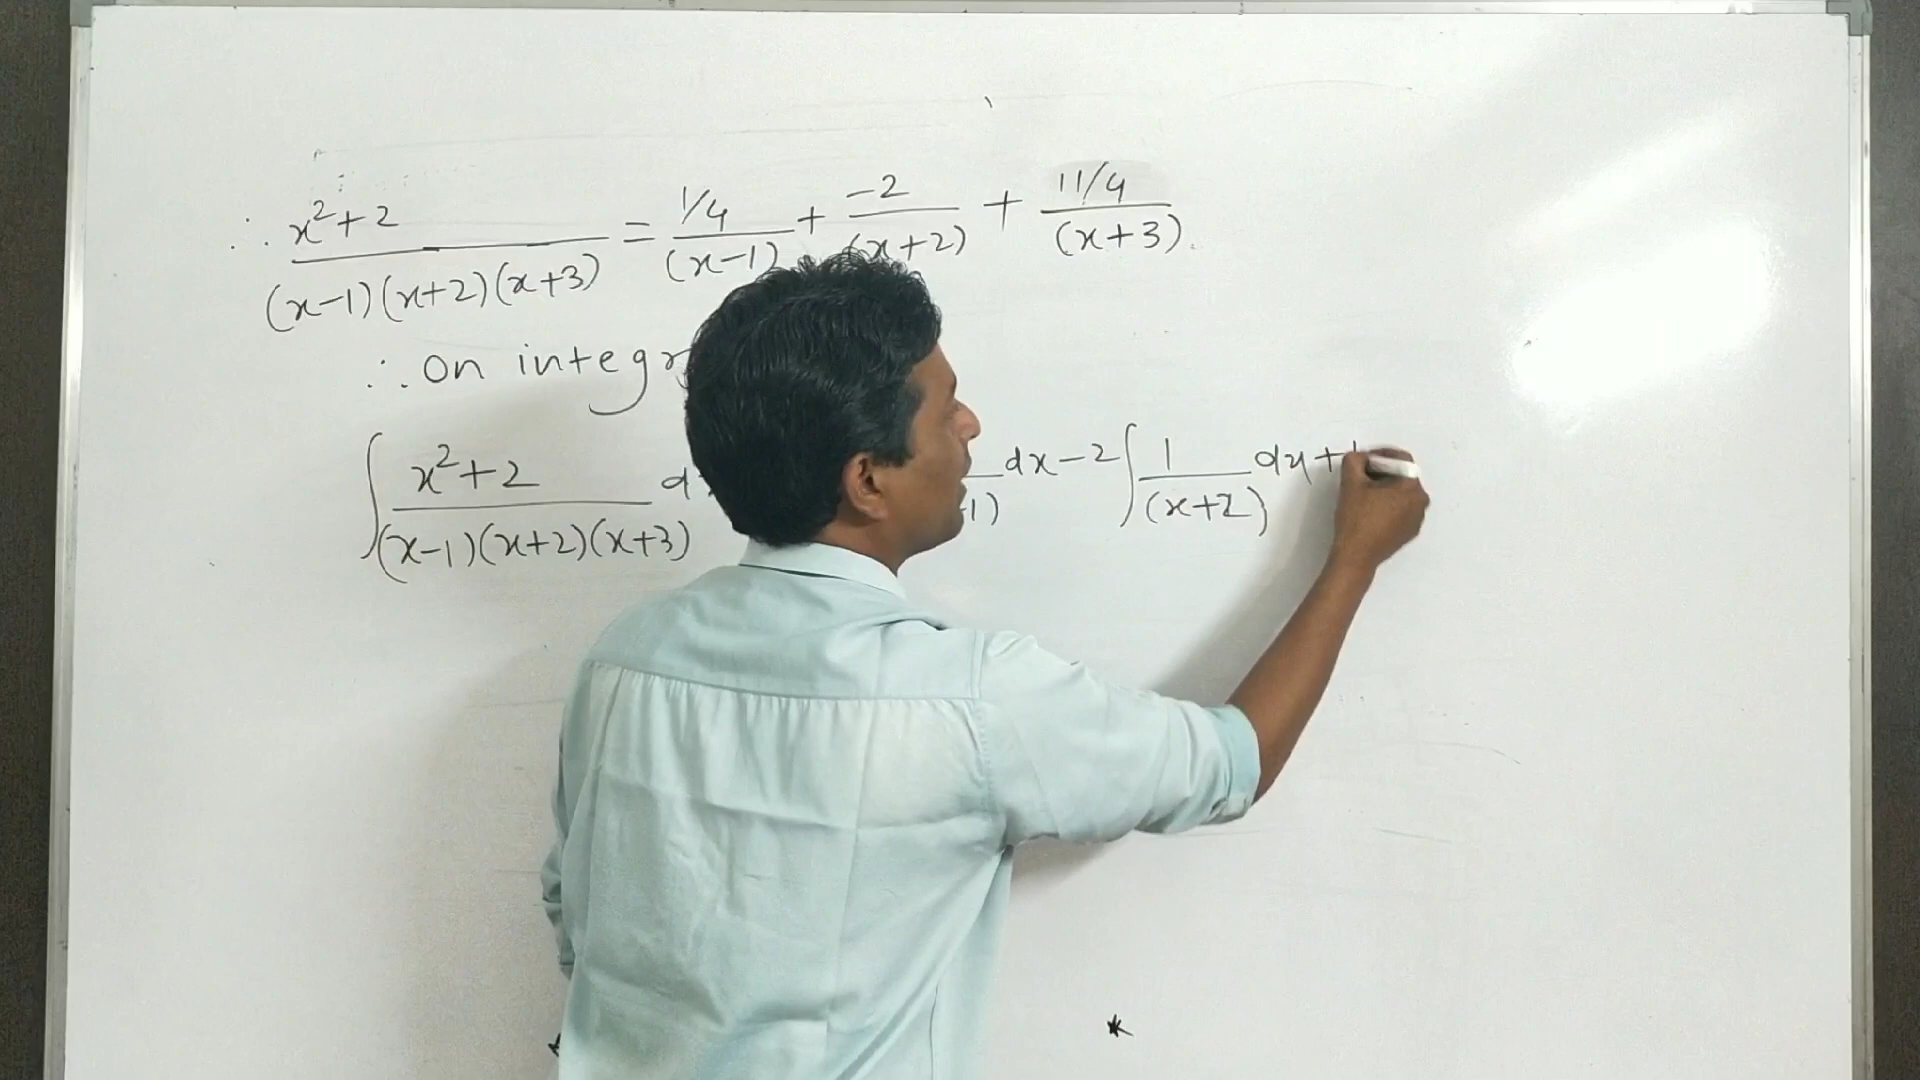 ∴ x²+2/(x-1)(x+2)(x+3) = 1/4/(x-1) + -2/(x+2) + 11/4/(x+3)
∴ on integr
∫ x²+2/(x-1)(x+2)(x+3) d -1) dx - 2 ∫ 1/(x+2) dx +